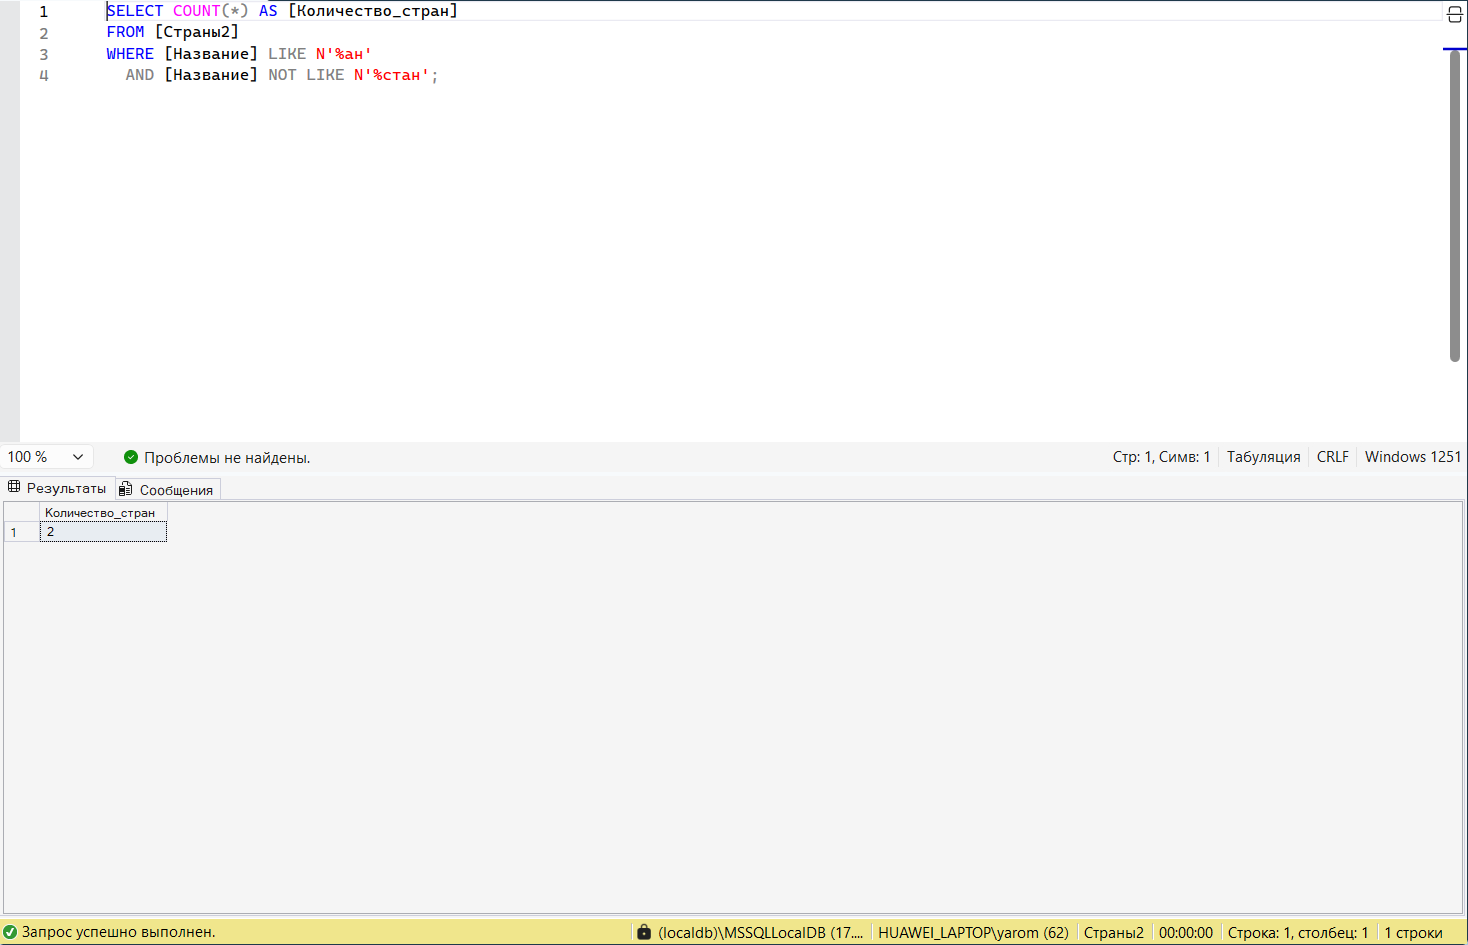 1 SELECT COUNT(*) AS [Количество_стран]
2 FROM [Страны2]
3 WHERE [Название] LIKE N'%ан'
4 AND [Название] NOT LIKE N'%стан';
100 % Проблемы не найдены. Стр: 1, Симв: 1 Табуляция CRLF Windows 1251
Результаты Сообщения
Количество_стран
1 2
Запрос успешно выполнен. (localdb)\MSSQLLocalDB (17.... HUAWEI_LAPTOP\yarom (62) Страны2 00:00:00 Строка: 1, столбец: 1 1 строки